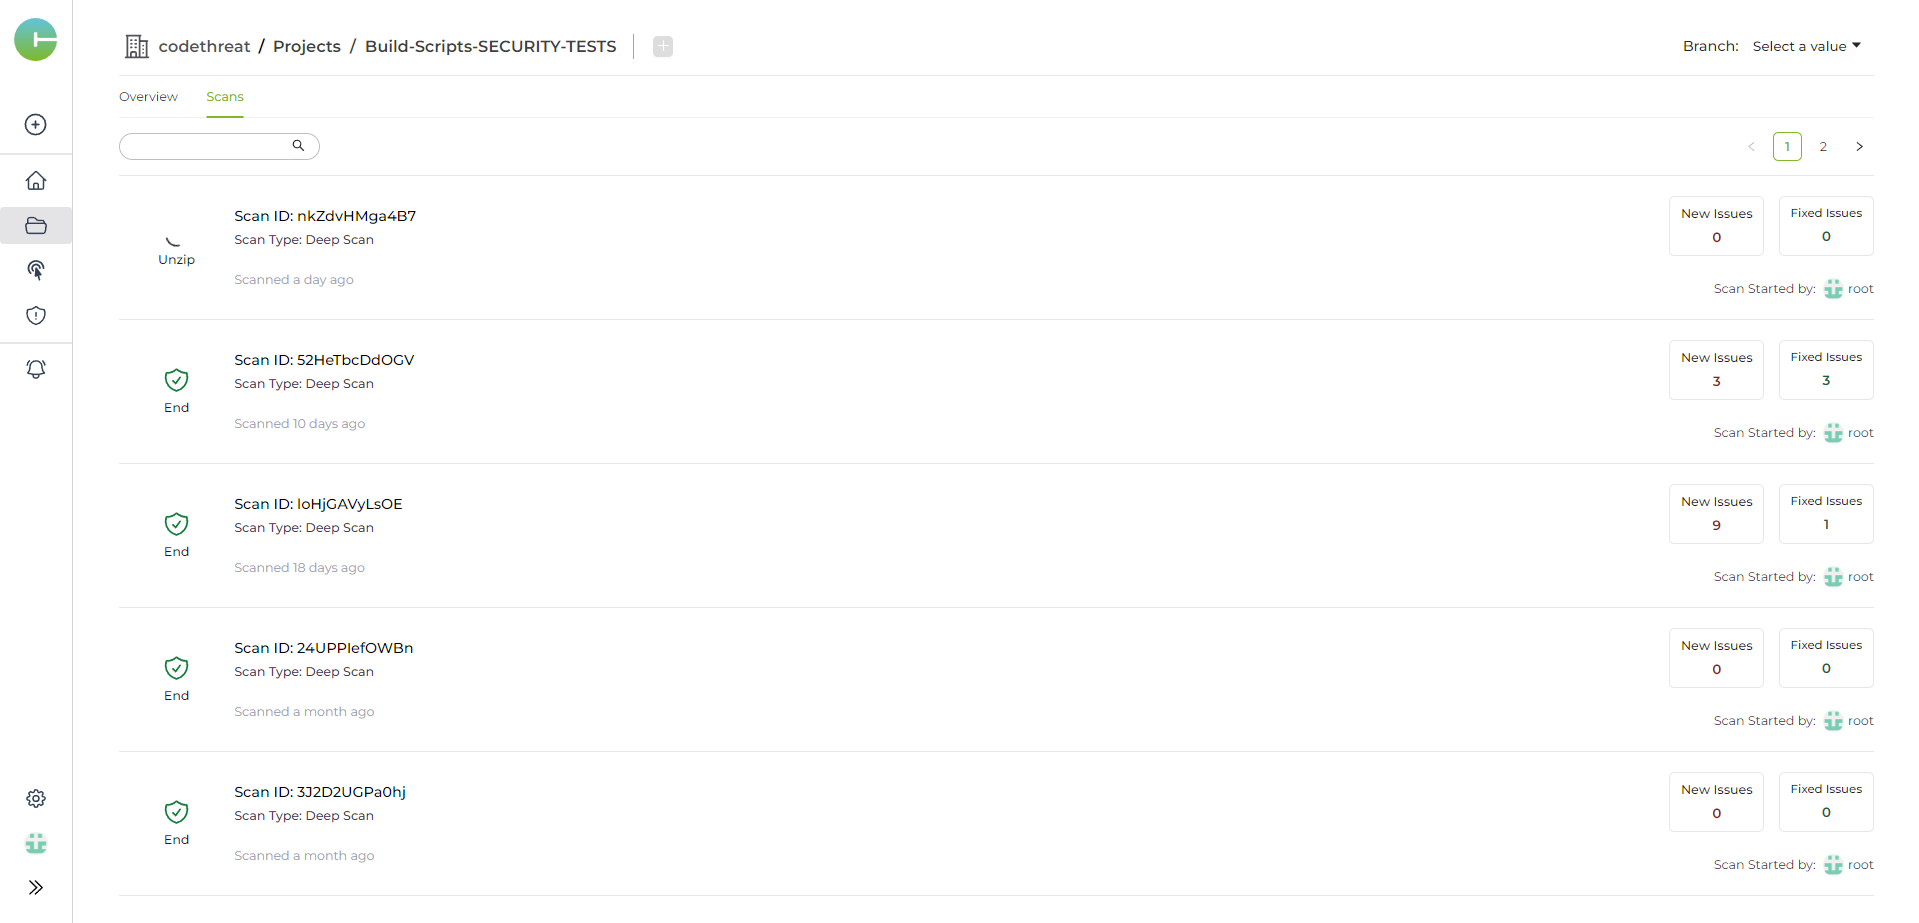 codethreat / Projects / Build-Scripts-SECURITY-TESTS
Branch: Select a value
Overview Scans
1 2
Scan ID: nkZdvHMga4B7
Scan Type: Deep Scan
Unzip
Scanned a day ago
New Issues
0
Fixed Issues
0
Scan Started by: root
Scan ID: 52HeTbcDdOGV
Scan Type: Deep Scan
End
Scanned 10 days ago
New Issues
3
Fixed Issues
3
Scan Started by: root
Scan ID: loHjGAVyLsOE
Scan Type: Deep Scan
End
Scanned 18 days ago
New Issues
9
Fixed Issues
1
Scan Started by: root
Scan ID: 24UPPIefOWBn
Scan Type: Deep Scan
End
Scanned a month ago
New Issues
0
Fixed Issues
0
Scan Started by: root
Scan ID: 3J2D2UGPa0hj
Scan Type: Deep Scan
End
Scanned a month ago
New Issues
0
Fixed Issues
0
Scan Started by: root